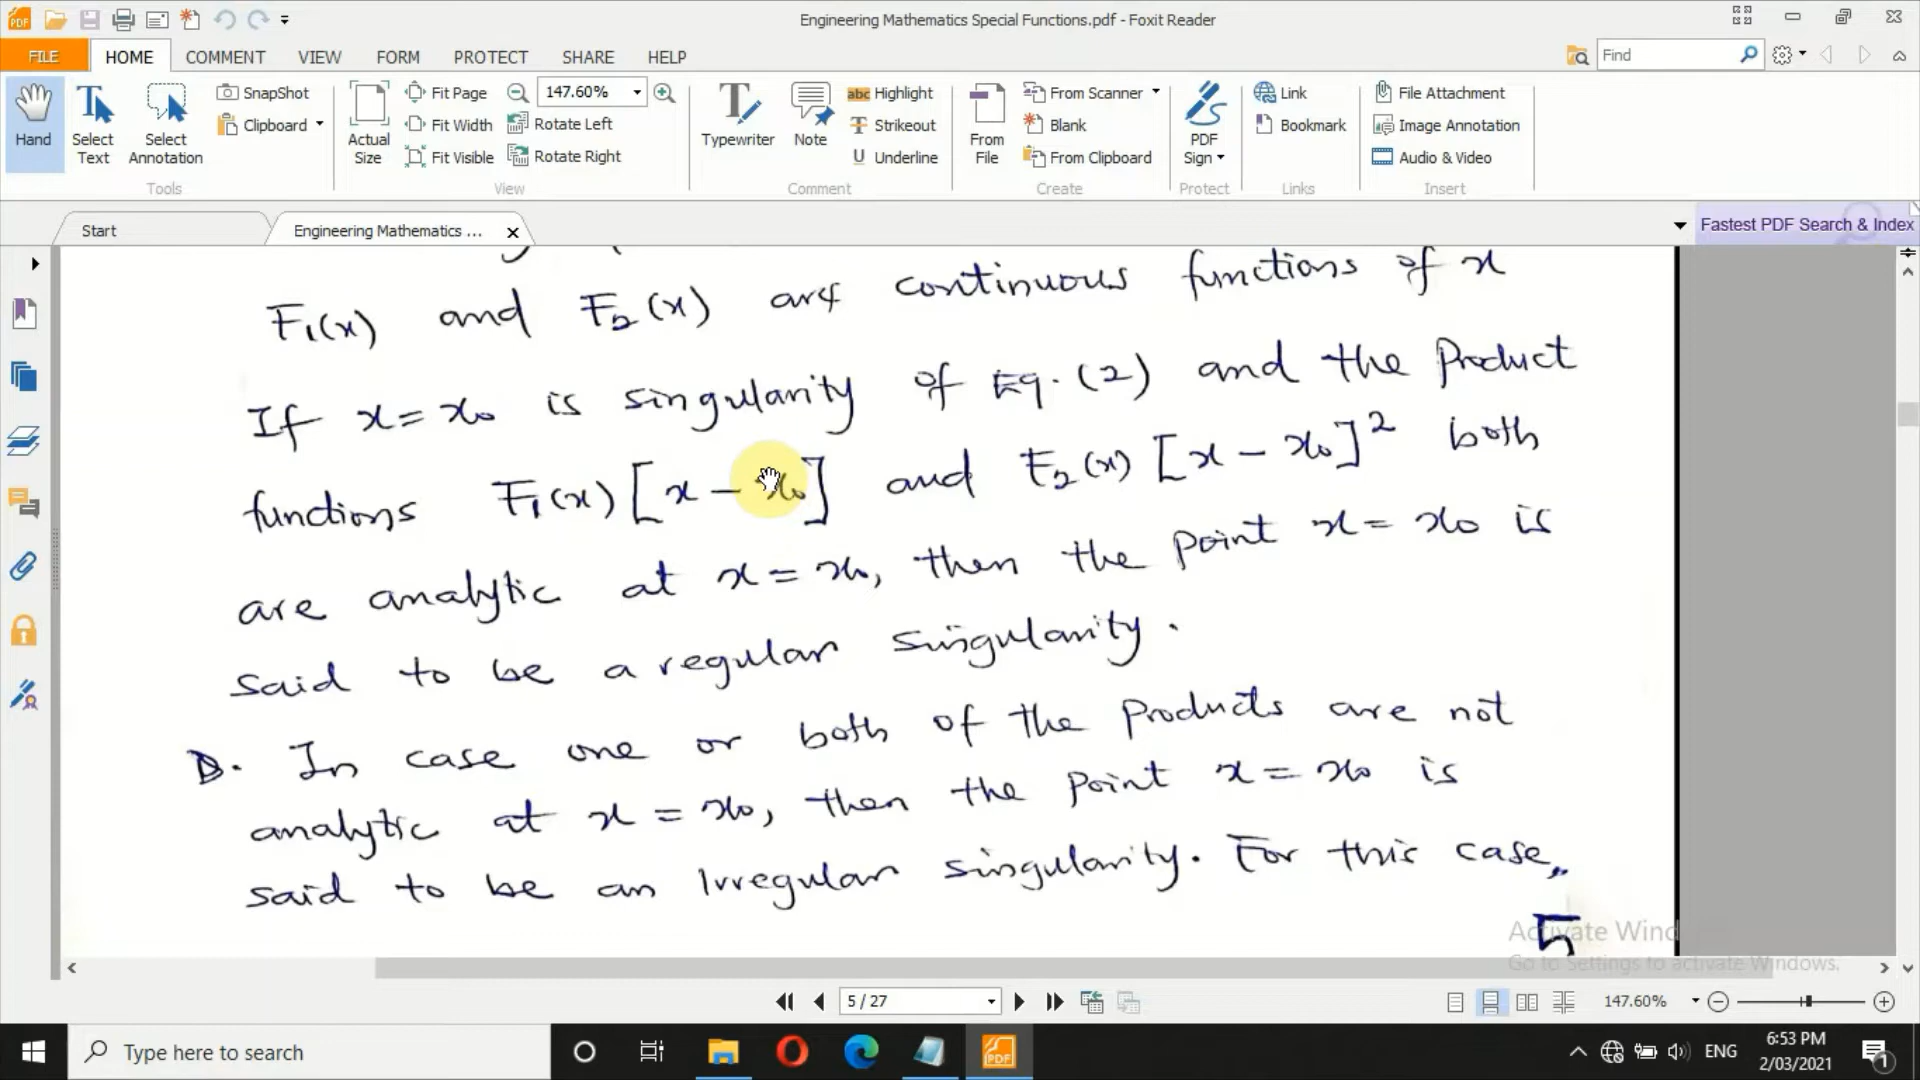 Engineering Mathematics Special Functions.pdf - Foxit Reader
FILE HOME COMMENT VIEW FORM PROTECT SHARE HELP
Find
Hand
Select Text
Select Annotation
SnapShot
Clipboard
Tools
Actual Size
Fit Page
Fit Width
Fit Visible
147.60%
Rotate Left
Rotate Right
View
Typewriter
Note
Highlight
Strikeout
Underline
Comment
From File
From Scanner
Blank
From Clipboard
Create
PDF Sign
Protect
Link
Bookmark
Links
File Attachment
Image Annotation
Audio & Video
Insert
Start
Engineering Mathematics ...
Fastest PDF Search & Index
F₁(x) and F₂(x) are continuous functions of x
If x = x₀ is singularity of Eq. (2) and the Product
functions F₁(x) [x - x₀] and F₂(x) [x - x₀]² both
are analytic at x = x₀, then the point x = x₀ is
said to be a regular singularity.
D. In case one or both of the products are not
analytic at x = x₀, then the point x = x₀ is
said to be an Irregular singularity. For this case,
5
Activate Wind
Go to Settings to activate Windows.
5 / 27
147.60%
Type here to search
ENG
6:53 PM
2/03/2021
1